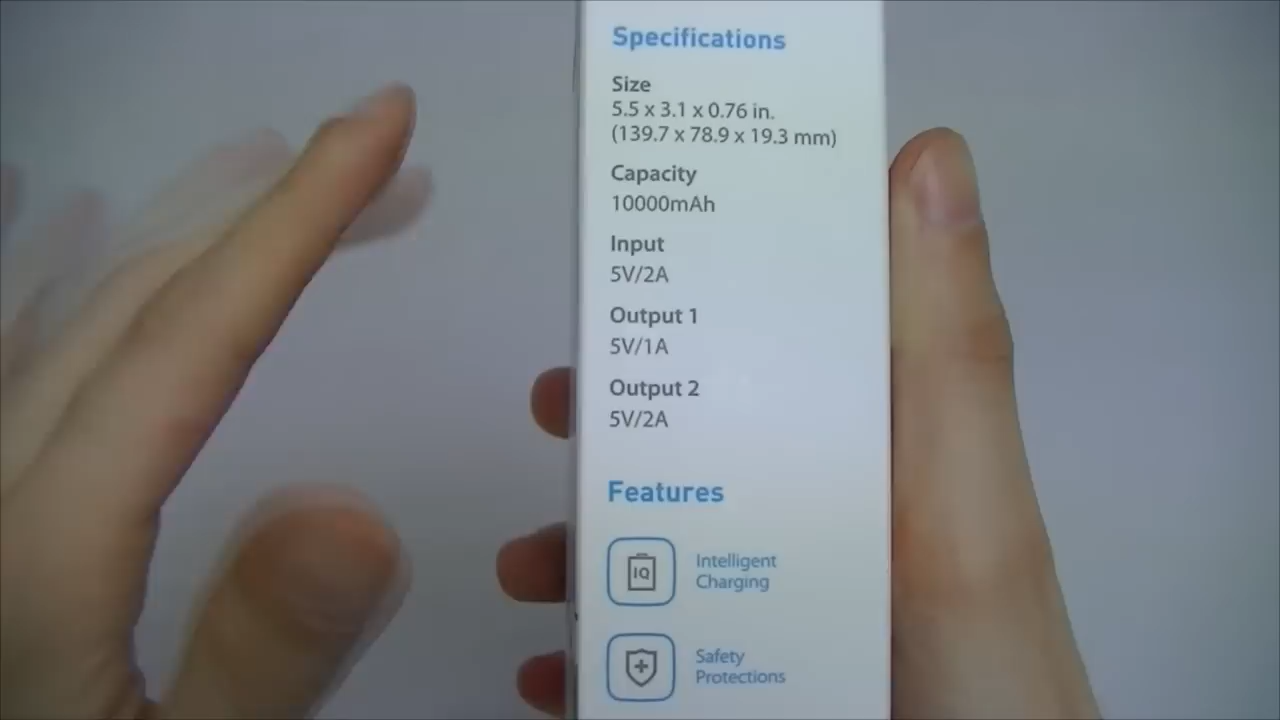 Specifications
Size
5.5 x 3.1 x 0.76 in.
(139.7 x 78.9 x 19.3 mm)
Capacity
10000mAh
Input
5V/2A
Output 1
5V/1A
Output 2
5V/2A
Features
IQ
Intelligent
Charging
Safety
Protections